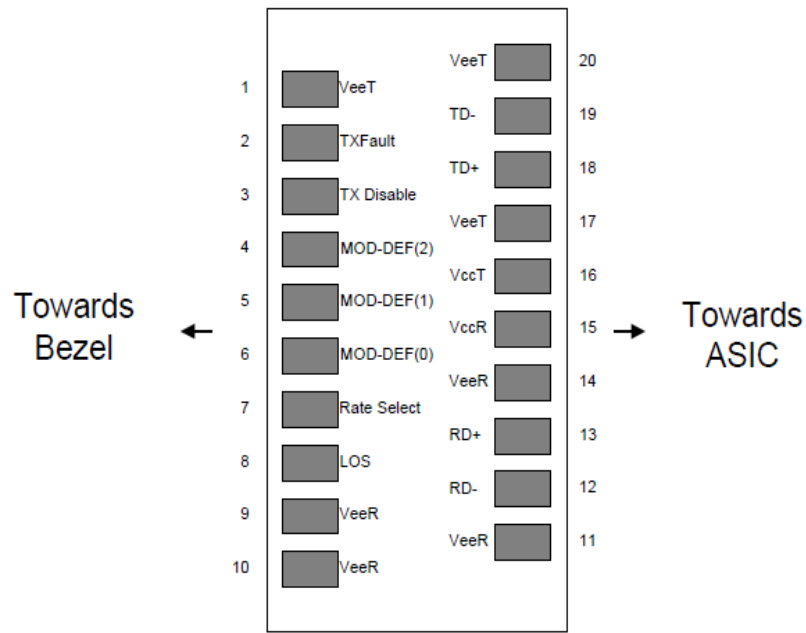 VeeT 20
1 VeeT
TD- 19
2 TXFault
TD+ 18
3 TX Disable
VeeT 17
4 MOD-DEF(2)
VccT 16
5 MOD-DEF(1)
VccR 15
6 MOD-DEF(0)
VeeR 14
7 Rate Select
RD+ 13
8 LOS
RD- 12
9 VeeR
VeeR 11
10 VeeR
Towards
Bezel
Towards
ASIC